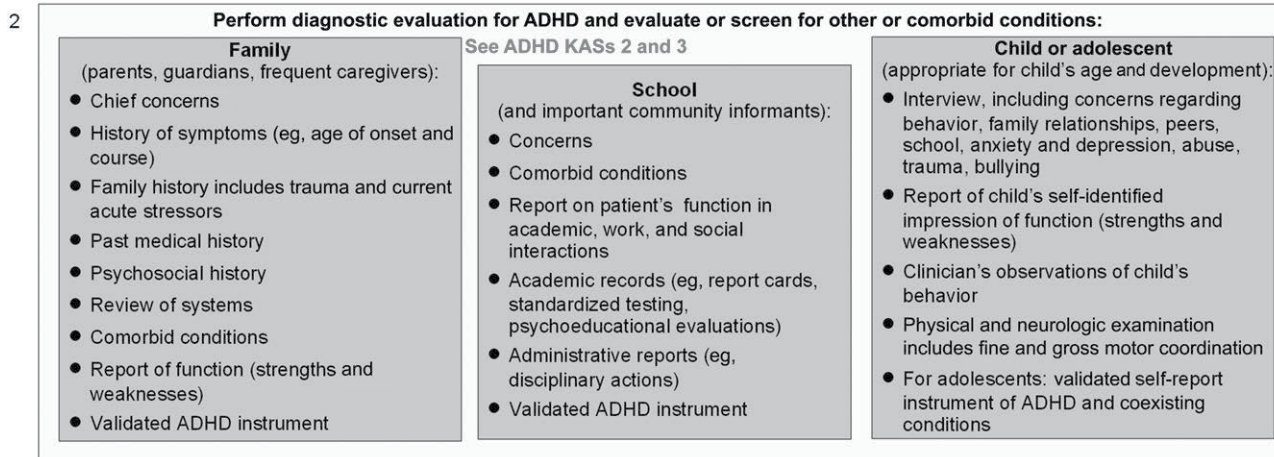 2
Perform diagnostic evaluation for ADHD and evaluate or screen for other or comorbid conditions:
See ADHD KASs 2 and 3
Family
(parents, guardians, frequent caregivers):
● Chief concerns
● History of symptoms (eg, age of onset and
course)
● Family history includes trauma and current
acute stressors
● Past medical history
● Psychosocial history
● Review of systems
● Comorbid conditions
● Report of function (strengths and
weaknesses)
● Validated ADHD instrument
School
(and important community informants):
● Concerns
● Comorbid conditions
● Report on patient's function in
academic, work, and social
interactions
● Academic records (eg, report cards,
standardized testing,
psychoeducational evaluations)
● Administrative reports (eg,
disciplinary actions)
● Validated ADHD instrument
Child or adolescent
(appropriate for child's age and development):
● Interview, including concerns regarding
behavior, family relationships, peers,
school, anxiety and depression, abuse,
trauma, bullying
● Report of child's self-identified
impression of function (strengths and
weaknesses)
● Clinician's observations of child's
behavior
● Physical and neurologic examination
includes fine and gross motor coordination
● For adolescents: validated self-report
instrument of ADHD and coexisting
conditions